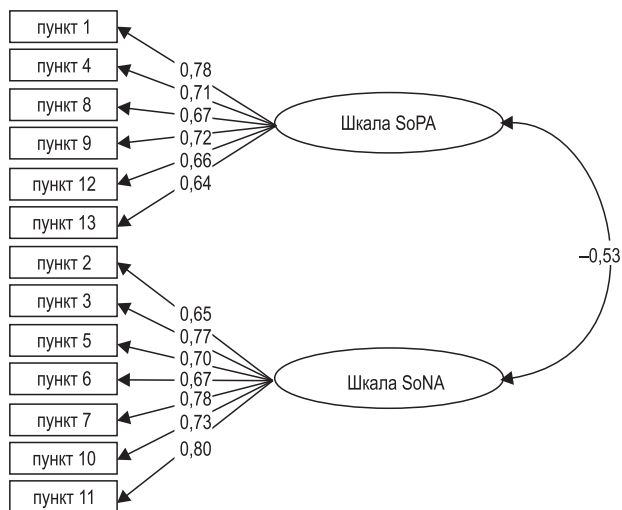 пункт 1
пункт 4
пункт 8
пункт 9
пункт 12
пункт 13
0,78
0,71
0,67
0,72
0,66
0,64
Шкала SoPA
–0,53
пункт 2
пункт 3
пункт 5
пункт 6
пункт 7
пункт 10
пункт 11
0,65
0,77
0,70
0,67
0,78
0,73
0,80
Шкала SoNA